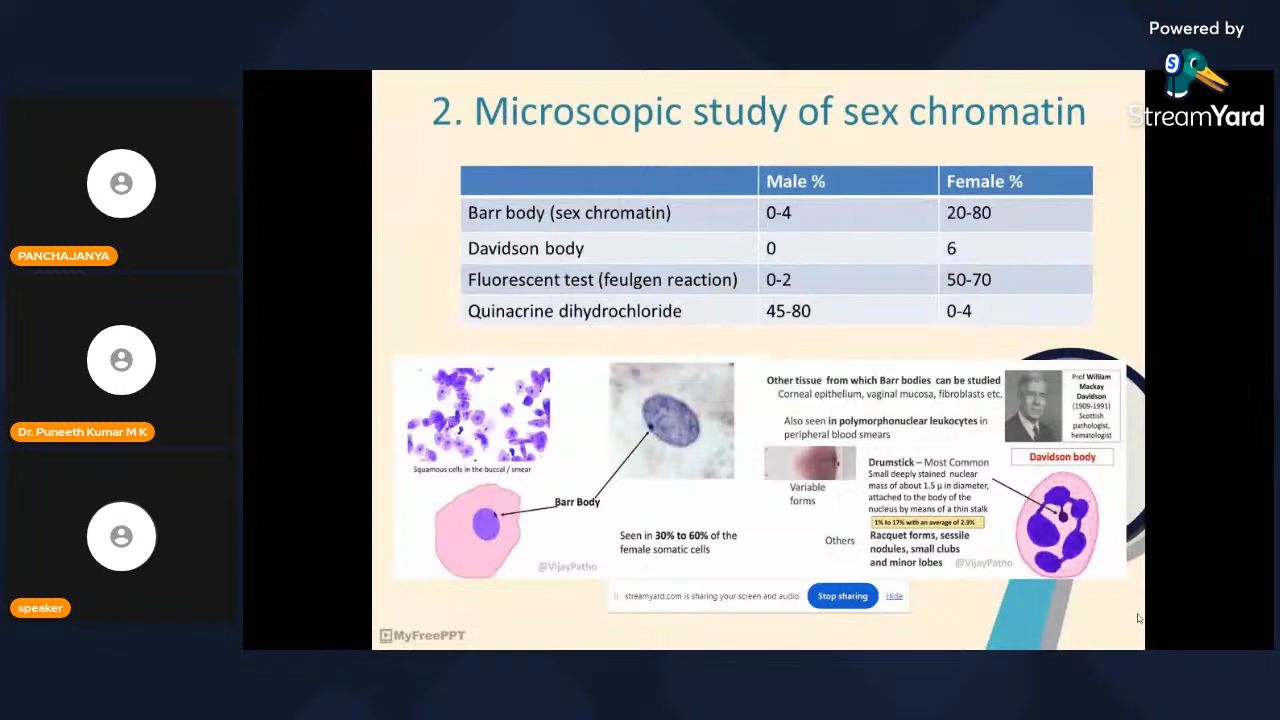 Powered by
StreamYard
PANCHAJANYA
Dr. Puneeth Kumar M K
speaker
2. Microscopic study of sex chromatin
Male % Female %
Barr body (sex chromatin) 0-4 20-80
Davidson body 0 6
Fluorescent test (feulgen reaction) 0-2 50-70
Quinacrine dihydrochloride 45-80 0-4
Squamous cells in the buccal / smear
Barr Body
Seen in 30% to 60% of the
female somatic cells
@VijayPatho
Other tissue from which Barr bodies can be studied
Corneal epithelium, vaginal mucosa, fibroblasts etc.
Also seen in polymorphonuclear leukocytes in
peripheral blood smears
Variable
forms
Drumstick – Most Common
Small deeply stained nuclear
mass of about 1.5 µ in diameter,
attached to the body of the
nucleus by means of a thin stalk
1% to 17% with an average of 2.9%
Others
Racquet forms, sessile
nodules, small clubs
and minor lobes
@VijayPatho
Prof William
Mackay
Davidson
(1909-1991)
Scottish
pathologist,
hematologist
Davidson body
streamyard.com is sharing your screen and audio.
Stop sharing
Hide
MyFreePPT